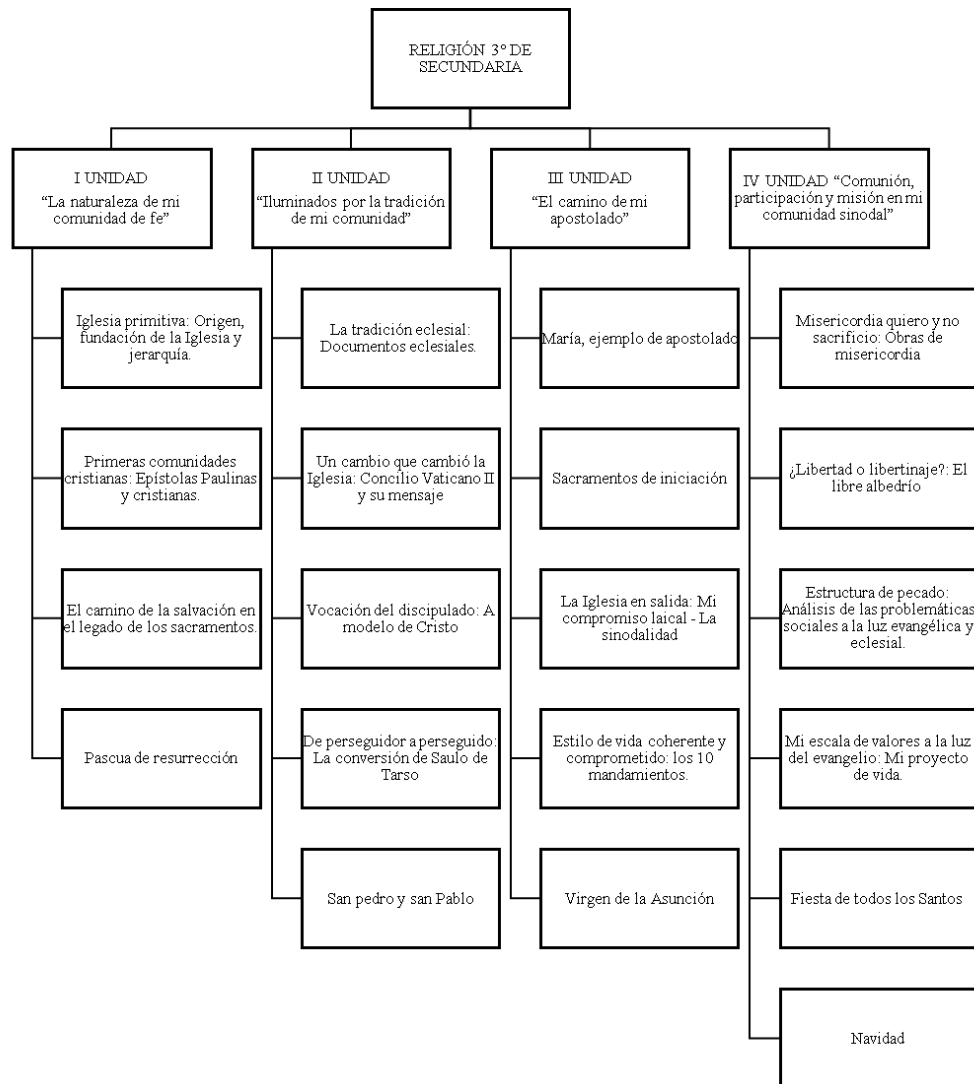 RELIGIÓN 3º DE
SECUNDARIA
I UNIDAD
“La naturaleza de mi
comunidad de fe”
Iglesia primitiva: Origen,
fundación de la Iglesia y
jerarquía.
Primeras comunidades
cristianas: Epístolas Paulinas
y cristianas.
El camino de la salvación en
el legado de los sacramentos.
Pascua de resurrección
II UNIDAD
“Iluminados por la tradición
de mi comunidad”
La tradición eclesial:
Documentos eclesiales.
Un cambio que cambió la
Iglesia: Concilio Vaticano II
y su mensaje
Vocación del discipulado: A
modelo de Cristo
De perseguidor a perseguido:
La conversión de Saulo de
Tarso
San pedro y san Pablo
III UNIDAD
“El camino de mi
apostolado”
María, ejemplo de apostolado
Sacramentos de iniciación
La Iglesia en salida: Mi
compromiso laical - La
sinodalidad
Estilo de vida coherente y
comprometido: los 10
mandamientos.
Virgen de la Asunción
IV UNIDAD “Comunión,
participación y misión en mi
comunidad sinodal”
Misericordia quiero y no
sacrificio: Obras de
misericordia
¿Libertad o libertinaje?: El
libre albedrío
Estructura de pecado:
Análisis de las problemáticas
sociales a la luz evangélica y
eclesial.
Mi escala de valores a la luz
del evangelio: Mi proyecto
de vida.
Fiesta de todos los Santos
Navidad